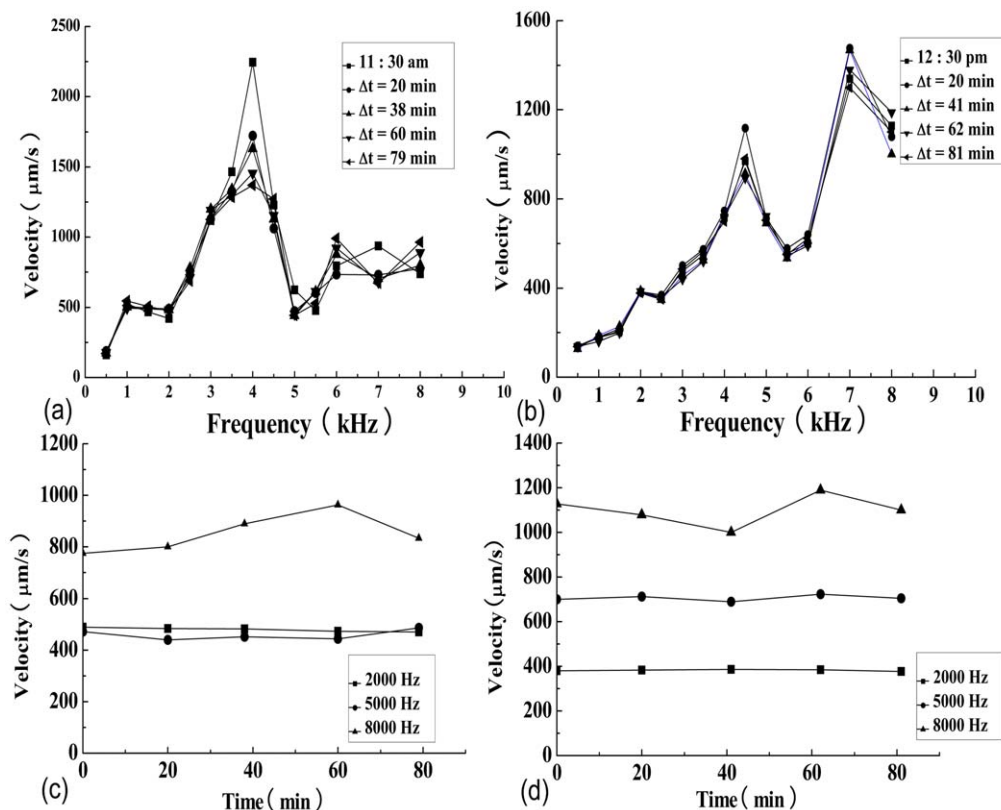 2500
2000
1500
1000
500
0
Velocity ( μm/s )
11 : 30 am
Δt = 20 min
Δt = 38 min
Δt = 60 min
Δt = 79 min
0 1 2 3 4 5 6 7 8 9 10
Frequency ( kHz )
(a)
1600
1200
800
400
0
Velocity ( μm/s )
12 : 30 pm
Δt = 20 min
Δt = 41 min
Δt = 62 min
Δt = 81 min
0 1 2 3 4 5 6 7 8 9 10
Frequency ( kHz )
(b)
1200
1000
800
600
400
200
0
Velocity ( μm/s )
2000 Hz
5000 Hz
8000 Hz
0 20 40 60 80
Time( min )
(c)
1400
1200
1000
800
600
400
200
0
Velocity( μm/s)
2000 Hz
5000 Hz
8000 Hz
0 20 40 60 80
Time( min )
(d)